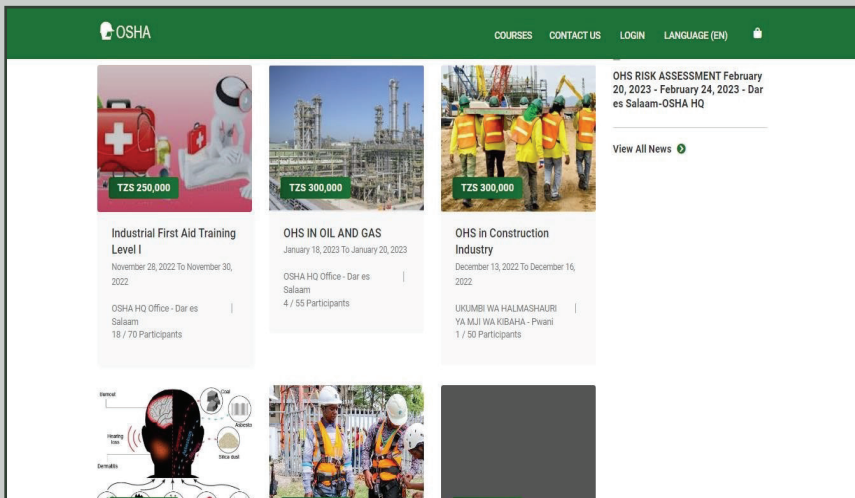 OSHA
COURSES CONTACT US LOGIN LANGUAGE (EN)
TZS 250,000
Industrial First Aid Training
Level I
November 28, 2022 To November 30,
2022
OSHA HQ Office - Dar es |
Salaam
18 / 70 Participants
TZS 300,000
OHS IN OIL AND GAS
January 18, 2023 To January 20, 2023
OSHA HQ Office - Dar es |
Salaam
4 / 55 Participants
TZS 300,000
OHS in Construction
Industry
December 13, 2022 To December 16,
2022
UKUMBI WA HALMASHAURI |
YA MJI WA KIBAHA - Pwani
1 / 50 Participants
OHS RISK ASSESSMENT February
20, 2023 - February 24, 2023 - Dar
es Salaam-OSHA HQ
View All News
Coal
Asbesto
Hearing
loss
Silica dust
Dermatitis